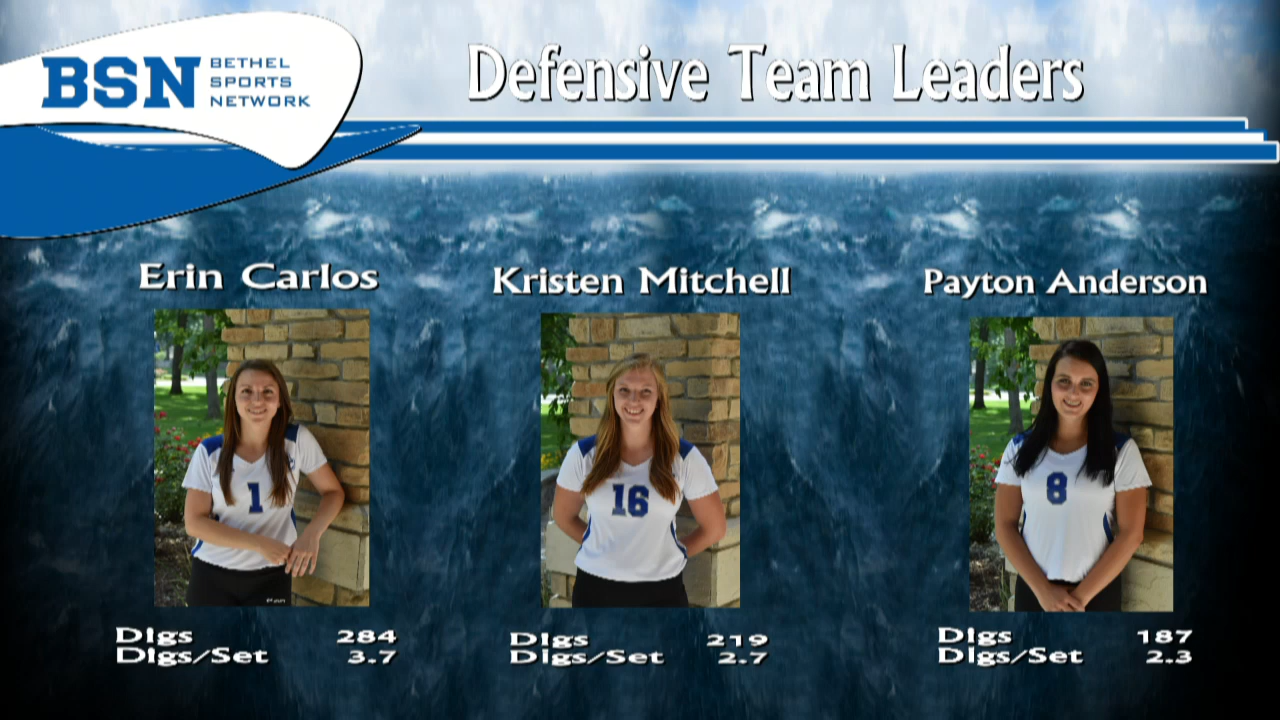 BSN BETHEL SPORTS NETWORK
Defensive Team Leaders
Erin Carlos
Kristen Mitchell
Payton Anderson
1
16
8
Digs 284
Digs/Set 3.7
Digs 219
Digs/Set 2.7
Digs 187
Digs/Set 2.3